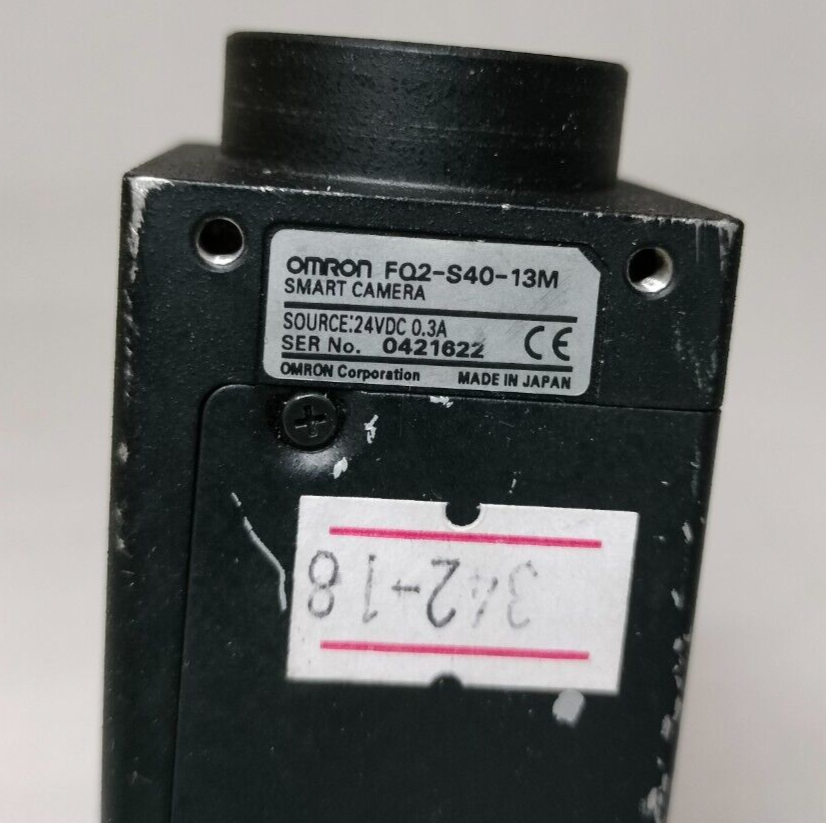 OMRON FQ2-S40-13M
SMART CAMERA
SOURCE:24VDC 0.3A
SER No. 0421622 CE
OMRON Corporation MADE IN JAPAN
342-18